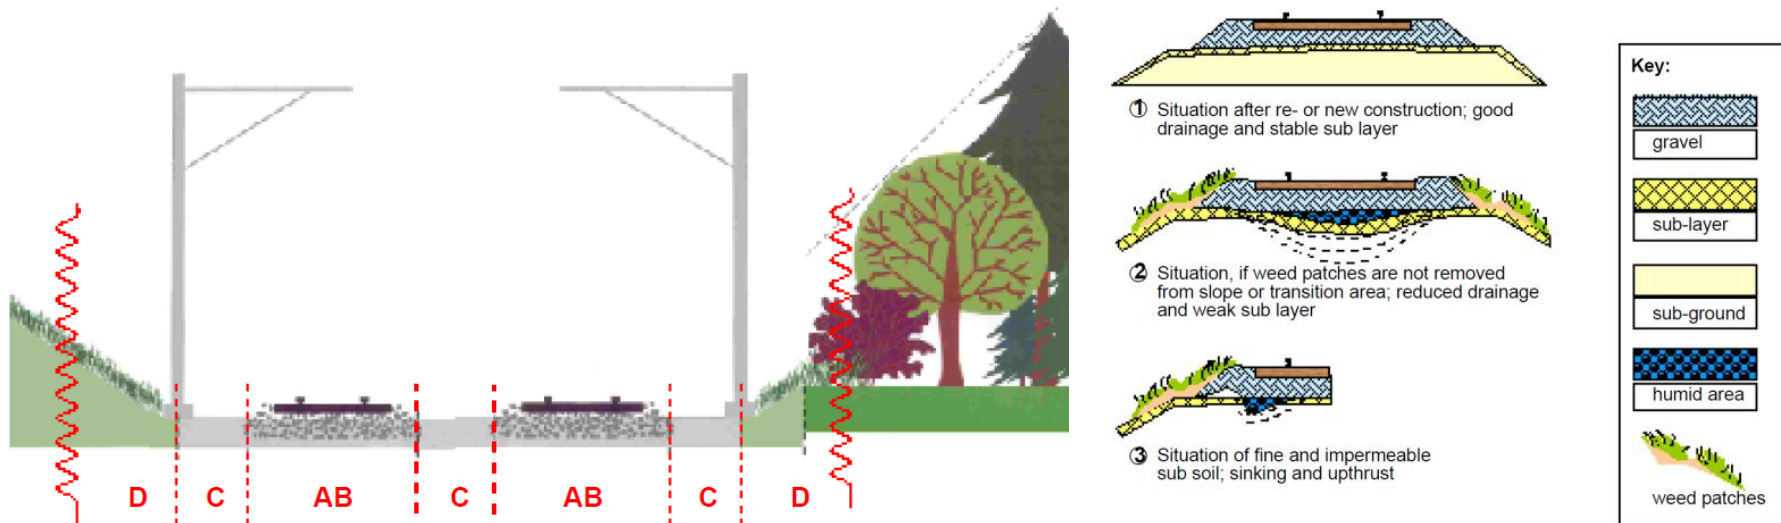 D C AB C AB C D
1 Situation after re- or new construction; good
drainage and stable sub layer
2 Situation, if weed patches are not removed
from slope or transition area; reduced drainage
and weak sub layer
3 Situation of fine and impermeable
sub soil; sinking and upthrust
Key:
gravel
sub-layer
sub-ground
humid area
weed patches